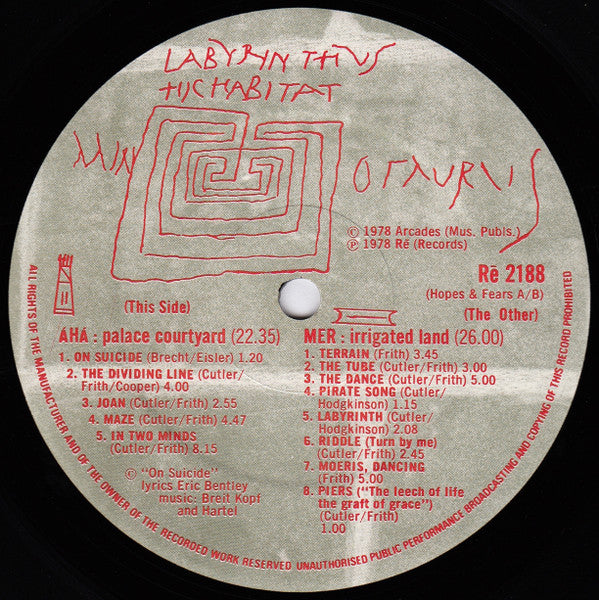 LABYRYNTHVS
HIC HABITAT
MIN OTAURUS
© 1978 Arcades (Mus. Publs.)
℗ 1978 Rē (Records)
Rē 2188
(Hopes & Fears A/B)
(This Side)
(The Other)
ÁHÁ : palace courtyard (22.35)
1. ON SUICIDE (Brecht/Eisler) 1.20
2. THE DIVIDING LINE (Cutler/
Frith/Cooper) 4.00
3. JOAN (Cutler/Frith) 2.55
4. MAZE (Cutler/Frith) 4.47
5. IN TWO MINDS
(Cutler/Frith) 8.15
© "On Suicide"
lyrics Eric Bentley
music: Breit Kopf
and Hartel
MER : irrigated land (26.00)
1. TERRAIN (Frith) 3.45
2. THE TUBE (Cutler/Frith) 3.00
3. THE DANCE (Cutler/Frith) 5.00
4. PIRATE SONG (Cutler/
Hodgkinson) 1.15
5. LABYRINTH (Cutler/
Hodgkinson) 2.08
6. RIDDLE (Turn by me)
(Cutler/Frith) 2.45
7. MOERIS, DANCING
(Frith) 5.00
8. PIERS ("The leech of life
the graft of grace")
(Cutler/Frith)
1.00
ALL RIGHTS OF THE MANUFACTURER AND OF THE OWNER OF THE RECORDED WORK RESERVED UNAUTHORISED PUBLIC PERFORMANCE BROADCASTING AND COPYING OF THIS RECORD PROHIBITED